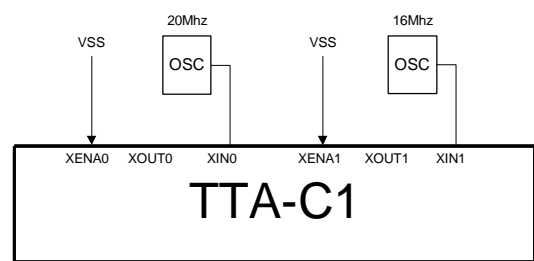 20Mhz 16Mhz
VSS VSS
OSC OSC
XENA0 XOUT0 XIN0 XENA1 XOUT1 XIN1
TTA-C1